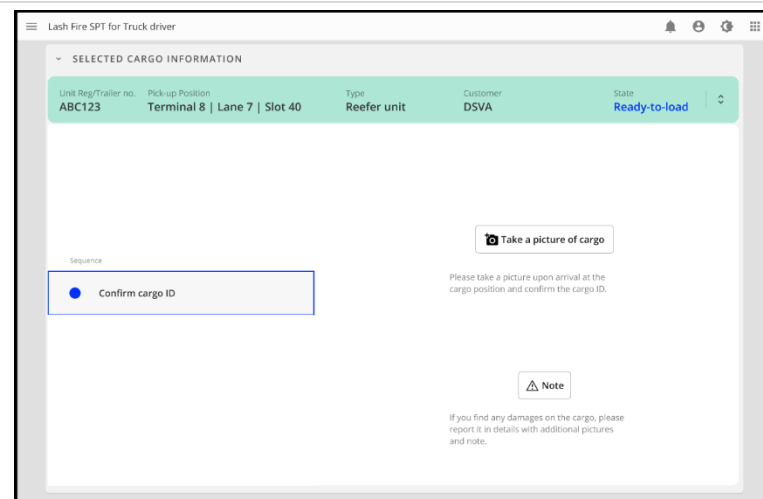 Lash Fire SPT for Truck driver
SELECTED CARGO INFORMATION
Unit Reg/Trailer no.
ABC123
Pick-up Position
Terminal 8 | Lane 7 | Slot 40
Type
Reefer unit
Customer
DSVA
State
Ready-to-load
Sequence
Confirm cargo ID
Take a picture of cargo
Please take a picture upon arrival at the
cargo position and confirm the cargo ID.
Note
If you find any damages on the cargo, please
report it in details with additional pictures
and note.